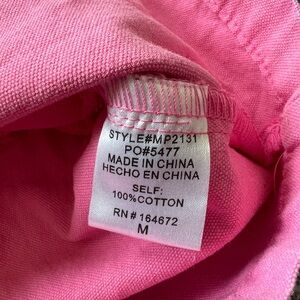 STYLE#MP2131
PO#5477
MADE IN CHINA
HECHO EN CHINA
SELF:
100%COTTON
RN # 164672
M